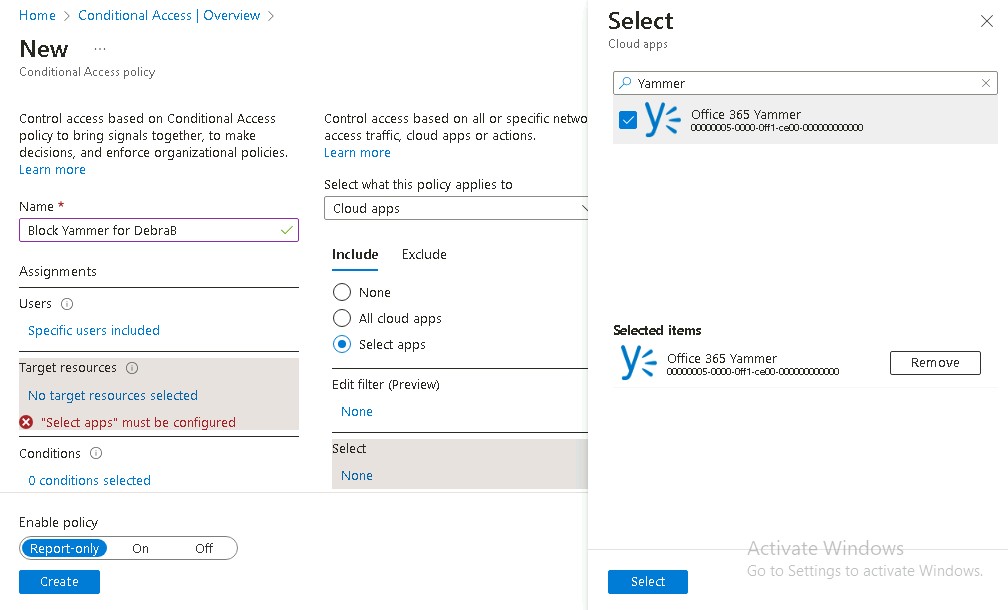 Home > Conditional Access | Overview >
New ...
Conditional Access policy
Control access based on Conditional Access
policy to bring signals together, to make
decisions, and enforce organizational policies.
Learn more
Name *
Block Yammer for DebraB
Assignments
Users
Specific users included
Target resources
No target resources selected
"Select apps" must be configured
Conditions
0 conditions selected
Enable policy
Report-only On Off
Create
Control access based on all or specific netwo
access traffic, cloud apps or actions.
Learn more
Select what this policy applies to
Cloud apps
Include Exclude
None
All cloud apps
Select apps
Edit filter (Preview)
None
Select
None
Select
Cloud apps
Yammer
Office 365 Yammer
00000005-0000-0ff1-ce00-000000000000
Selected items
Office 365 Yammer
00000005-0000-0ff1-ce00-000000000000
Remove
Activate Windows
Go to Settings to activate Windows.
Select